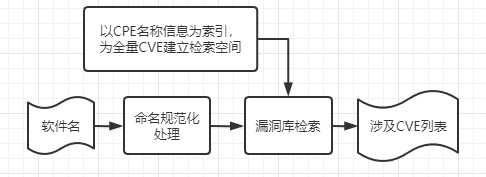 以CPE名称信息为索引，
为全量CVE建立检索空间
软件名
命名规范化
处理
漏洞库检索
涉及CVE列表